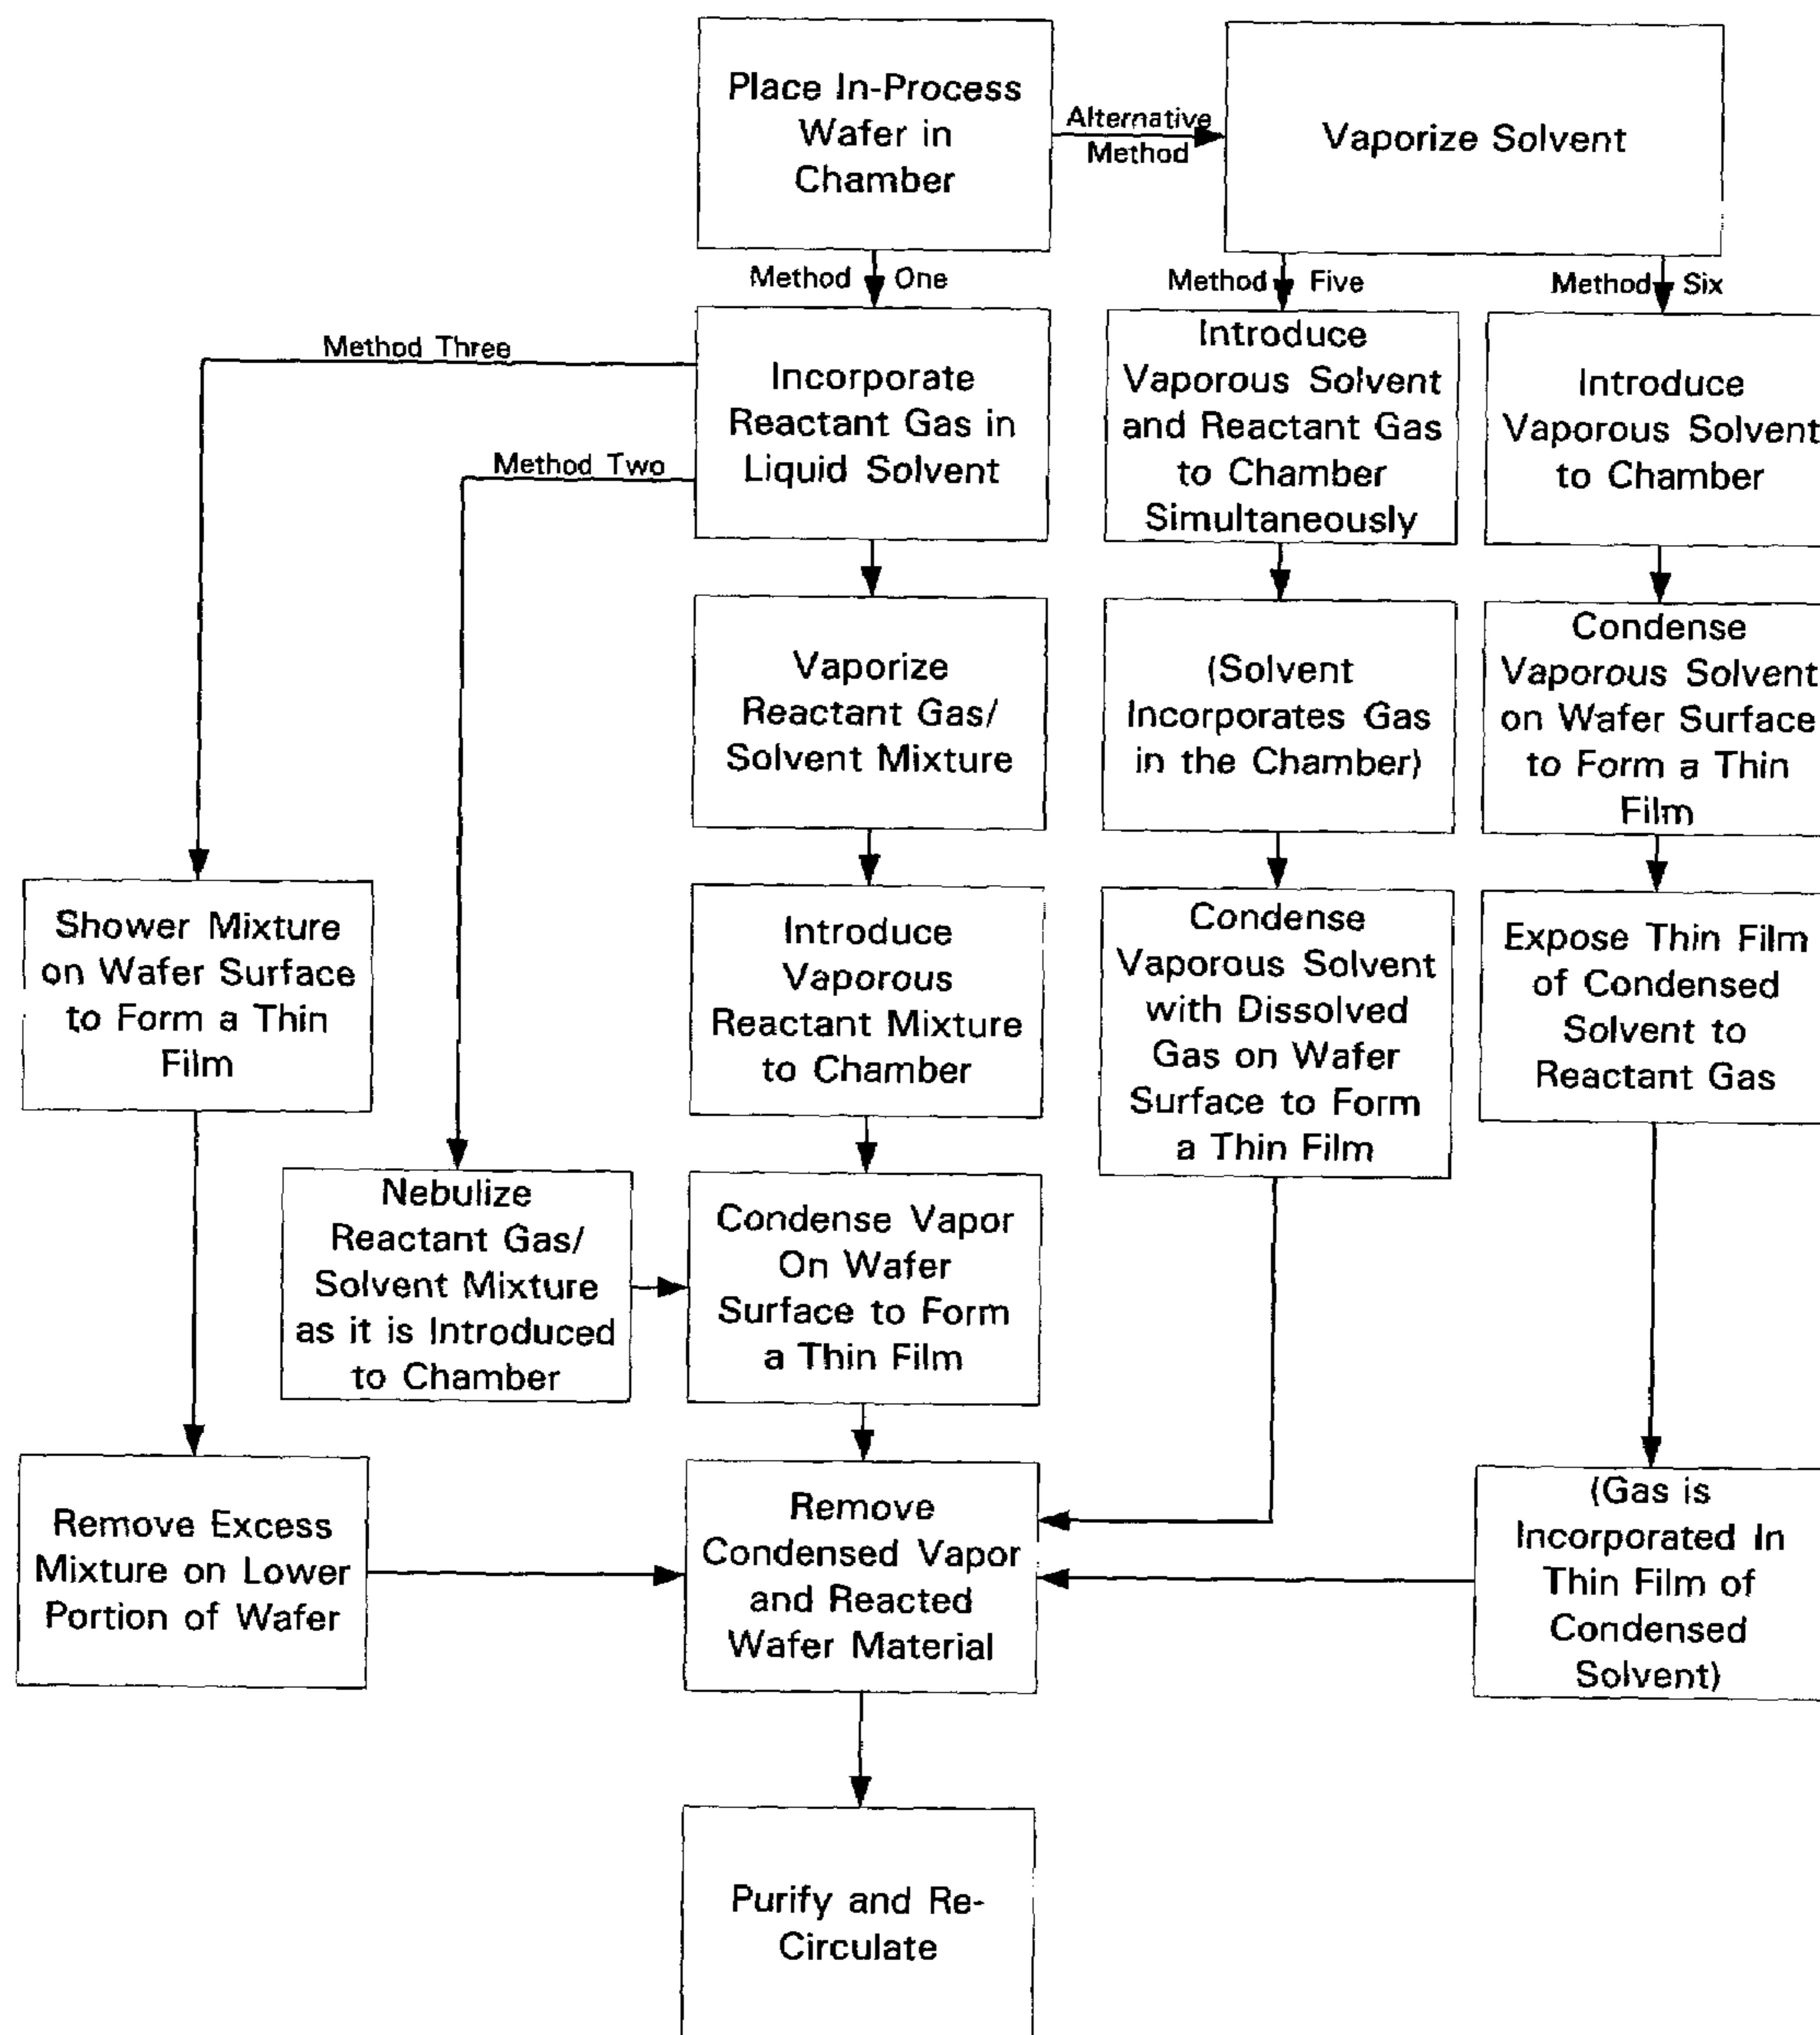 Place In-Process
Wafer in
Chamber
Alternative
Method
Vaporize Solvent
Method One
Method Five
Method Six
Method Three
Method Two
Incorporate
Reactant Gas in
Liquid Solvent
Introduce
Vaporous Solvent
and Reactant Gas
to Chamber
Simultaneously
Introduce
Vaporous Solvent
to Chamber
Vaporize
Reactant Gas/
Solvent Mixture
(Solvent
Incorporates Gas
in the Chamber)
Condense
Vaporous Solvent
on Wafer Surface
to Form a Thin
Film
Shower Mixture
on Wafer Surface
to Form a Thin
Film
Introduce
Vaporous
Reactant Mixture
to Chamber
Condense
Vaporous Solvent
with Dissolved
Gas on Wafer
Surface to Form
a Thin Film
Expose Thin Film
of Condensed
Solvent to
Reactant Gas
Nebulize
Reactant Gas/
Solvent Mixture
as it is Introduced
to Chamber
Condense Vapor
On Wafer
Surface to Form
a Thin Film
Remove Excess
Mixture on Lower
Portion of Wafer
Remove
Condensed Vapor
and Reacted
Wafer Material
(Gas is
Incorporated In
Thin Film of
Condensed
Solvent)
Purify and Re-
Circulate